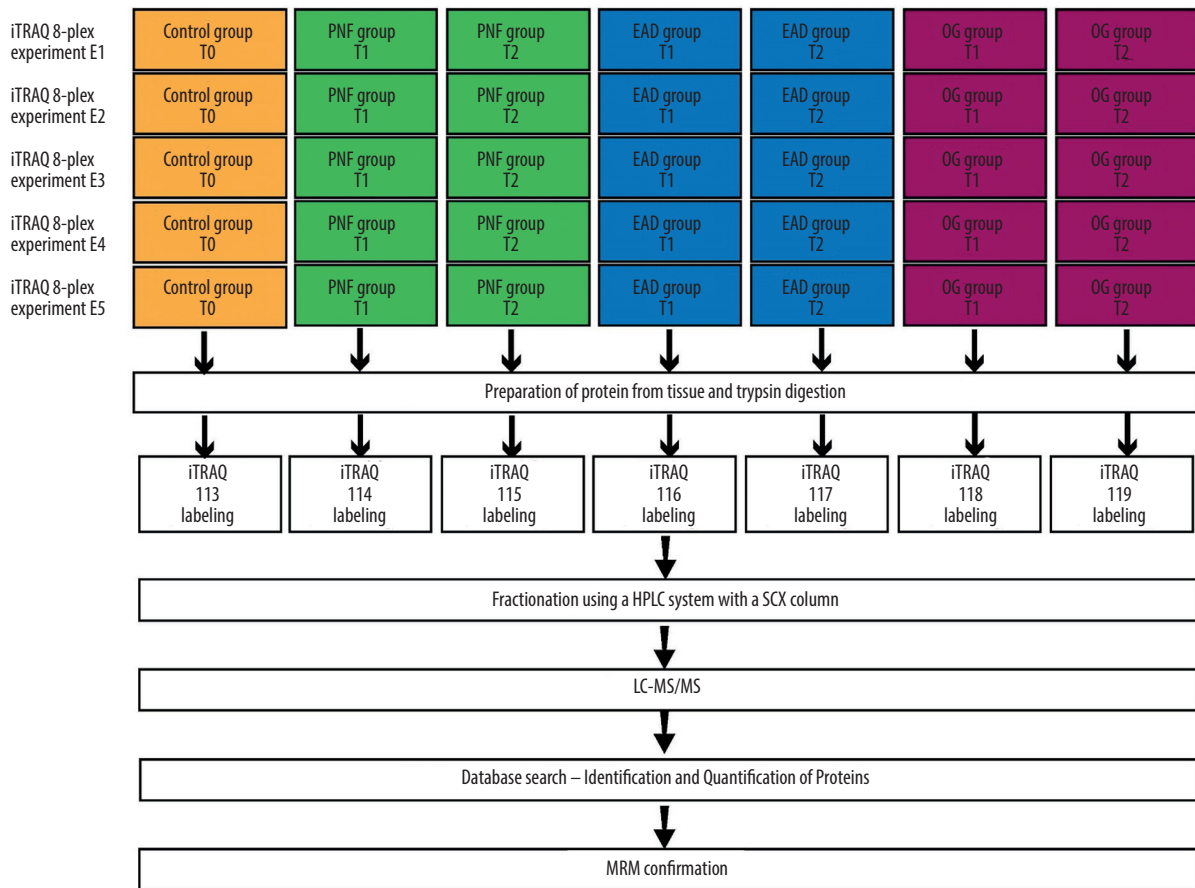 iTRAQ 8-plex
experiment E1
Control group
T0
PNF group
T1
PNF group
T2
EAD group
T1
EAD group
T2
OG group
T1
OG group
T2.
iTRAQ 8-plex
experiment E2
Control group
T0
PNF group
T1
PNF group
T2
EAD group
T1
EAD group
T2
OG group
T1
OG group
T2
iTRAQ 8-plex
experiment E3
Control group
T0
PNF group
T1
PNF group
T2
EAD group
T1
EAD group
T2
OG group
T1
OG group
T2
iTRAQ 8-plex
experiment E4
Control group
T0
PNF group
T1
PNF group
T2
EAD group
T1
EAD group
T2
OG group
T1
OG group
T2
iTRAQ 8-plex
experiment E5
Control group
T0
PNF group
T1
PNF group
T2
EAD group
T1
EAD group
T2
OG group
T1
OG group
T2
Preparation of protein from tissue and trypsin digestion
iTRAQ
113
labeling
iTRAQ
114
labeling
iTRAQ
115
labeling
iTRAQ
116
labeling
iTRAQ
117
labeling
iTRAQ
118
labeling
iTRAQ
119
labeling
Fractionation using a HPLC system with a SCX column
LC-MS/MS
Database search – Identification and Quantification of Proteins
MRM confirmation